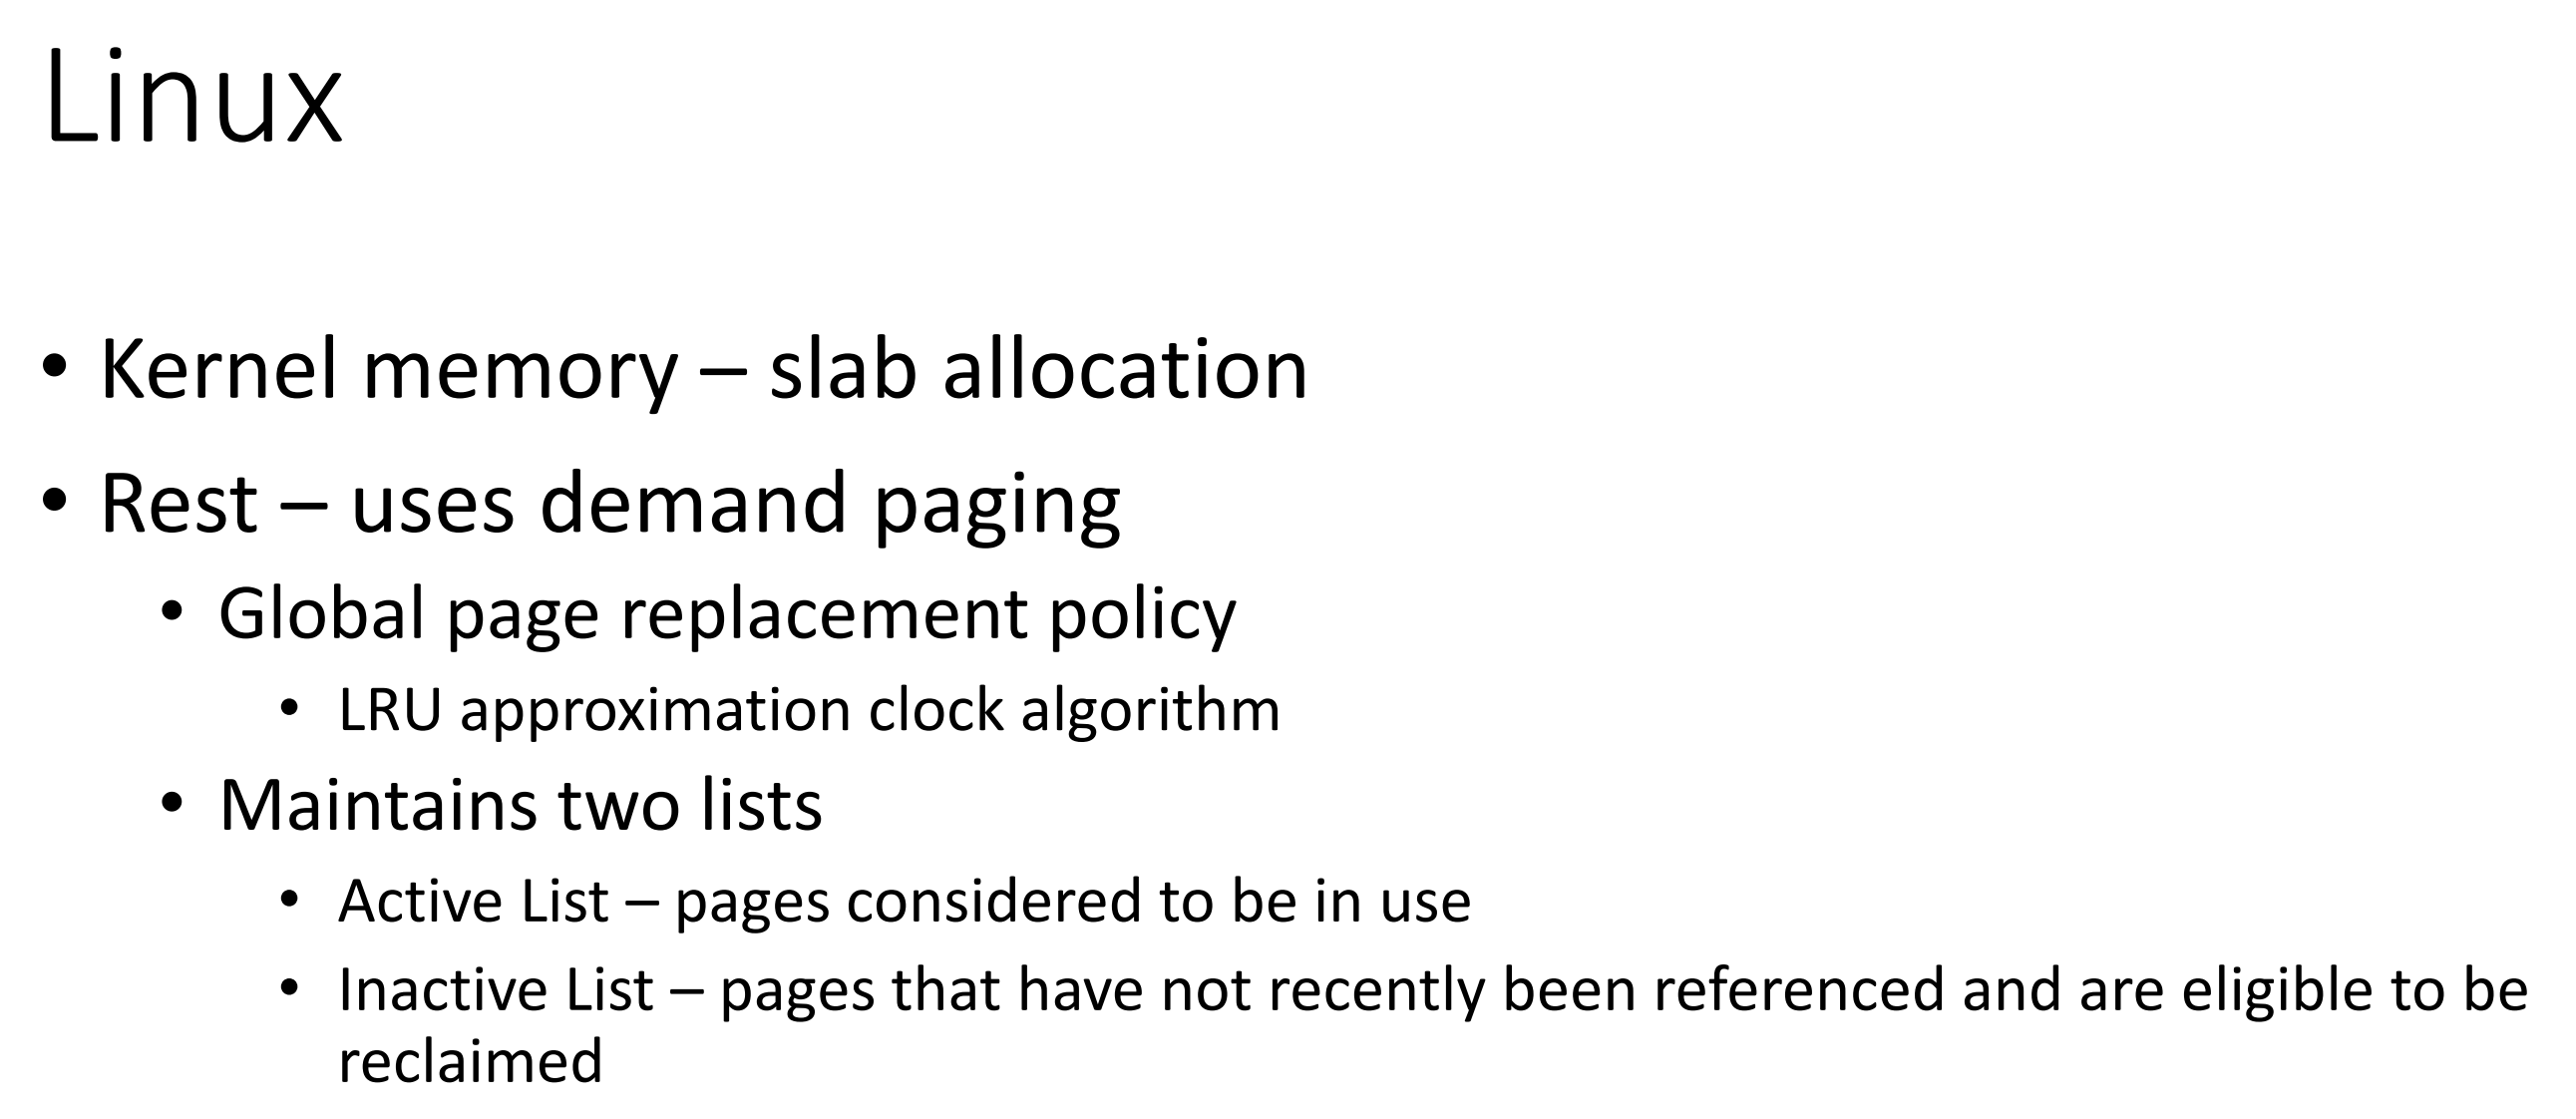 Linux
• Kernel memory – slab allocation
• Rest – uses demand paging
• Global page replacement policy
• LRU approximation clock algorithm
• Maintains two lists
• Active List – pages considered to be in use
• Inactive List – pages that have not recently been referenced and are eligible to be
reclaimed